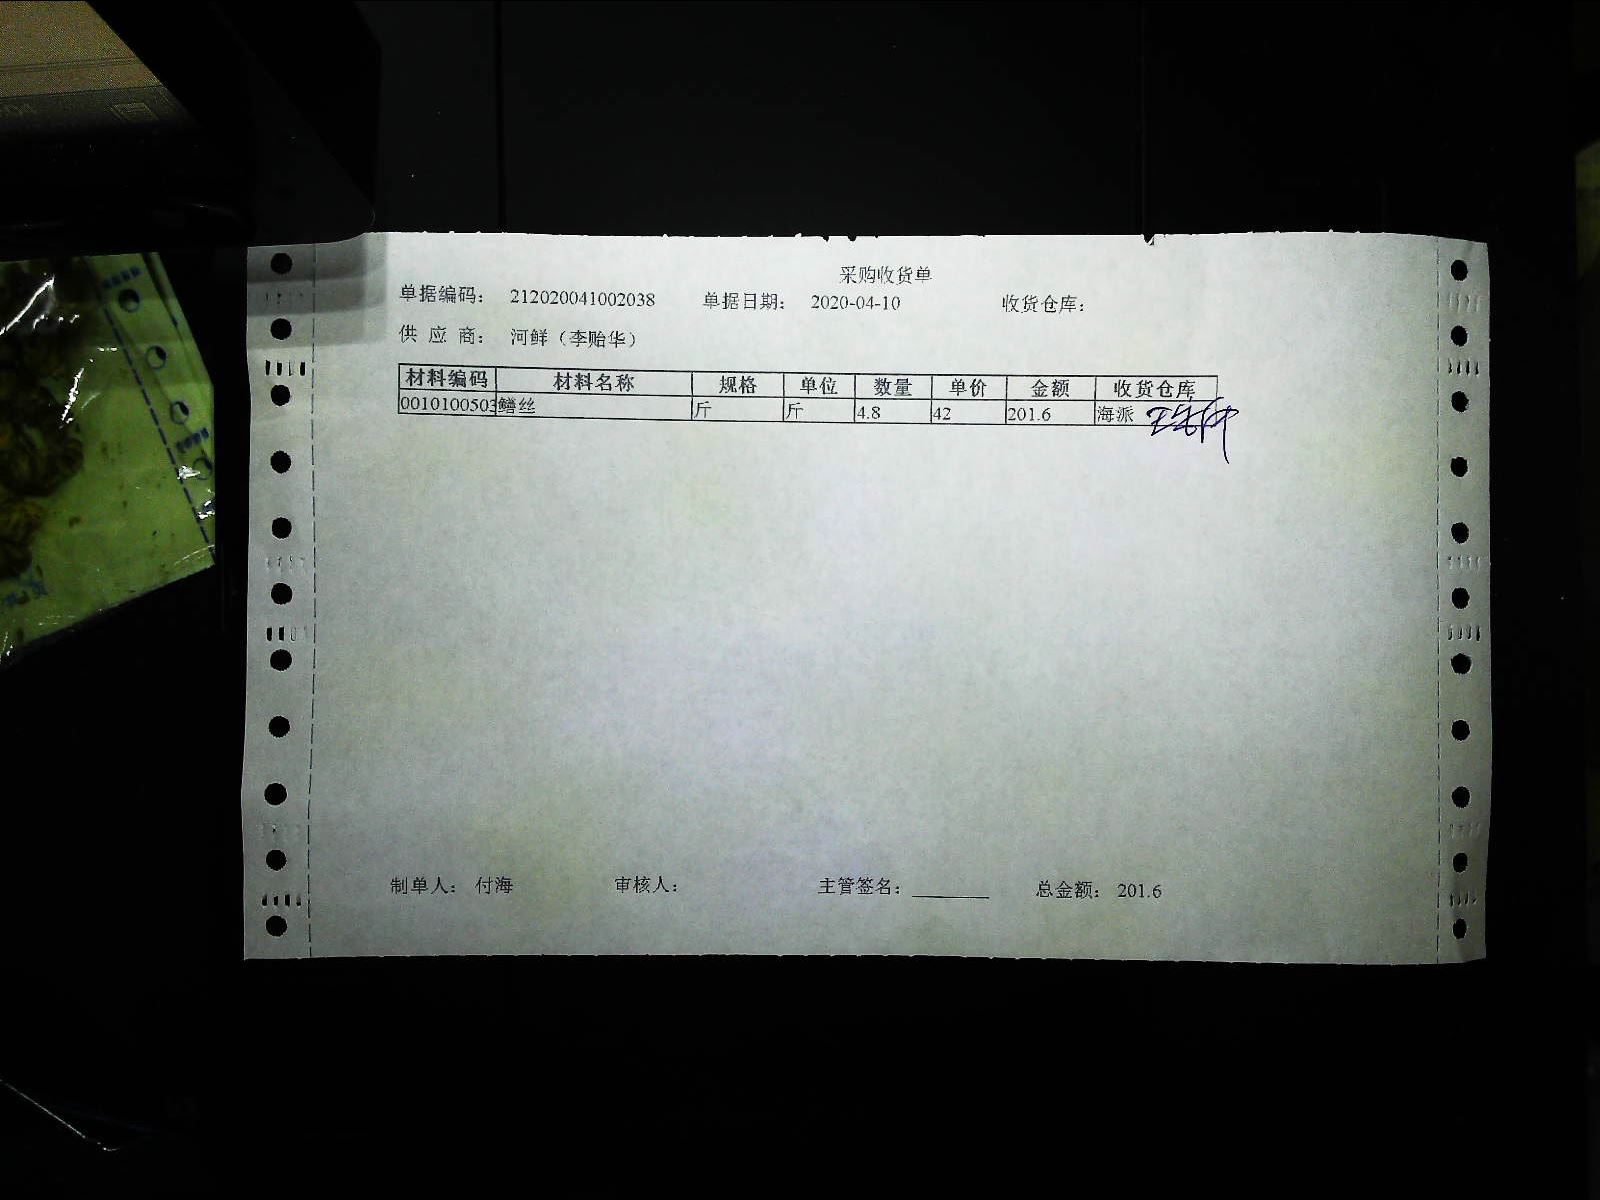 采购收货单
单据编码： 212020041002038 单据日期： 2020-04-10 收货仓库：
供 应 商： 河鲜（李贻华）
材料编码 材料名称 规格 单位 数量 单价 金额 收货仓库
0010100503 鳝丝 斤 斤 4.8 42 201.6 海派
制单人： 付海 审核人： 主管签名： 总金额： 201.6